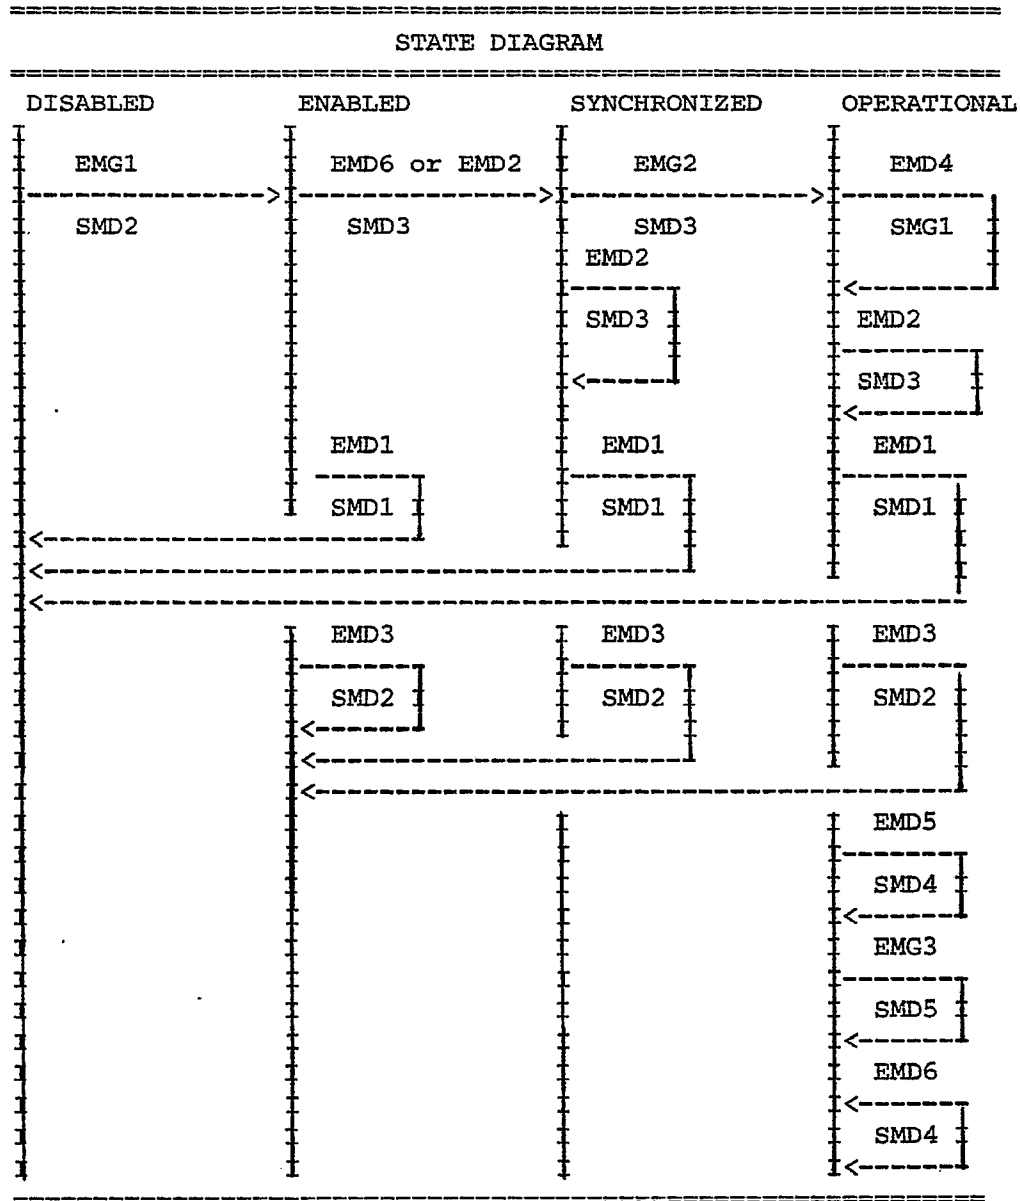 STATE DIAGRAM
DISABLED ENABLED SYNCHRONIZED OPERATIONAL
EMG1 EMD6 or EMD2 EMG2 EMD4
SMD2 SMD3 SMD3 SMG1
EMD2
SMD3 EMD2
SMD3
EMD1 EMD1 EMD1
SMD1 SMD1 SMD1
EMD3 EMD3 EMD3
SMD2 SMD2 SMD2
EMD5
SMD4
EMG3
SMD5
EMD6
SMD4